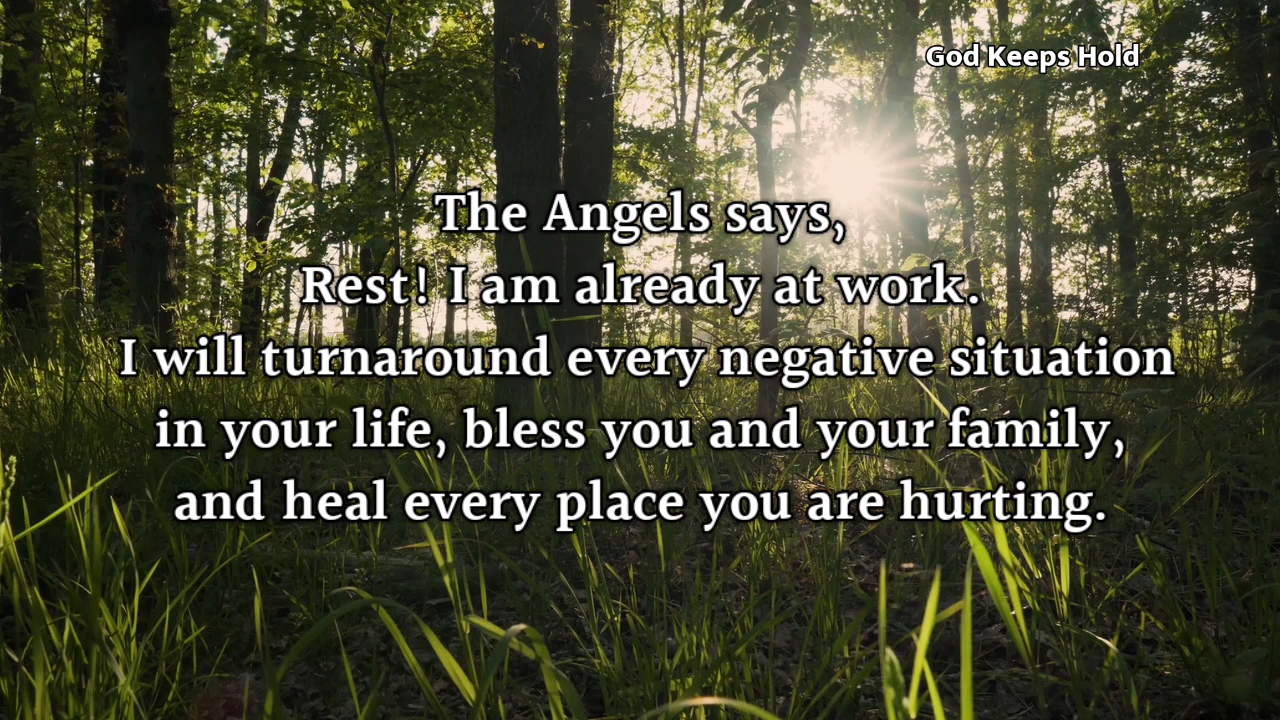 God Keeps Hold
The Angels says,
Rest! I am already at work.
I will turnaround every negative situation
in your life, bless you and your family,
and heal every place you are hurting.